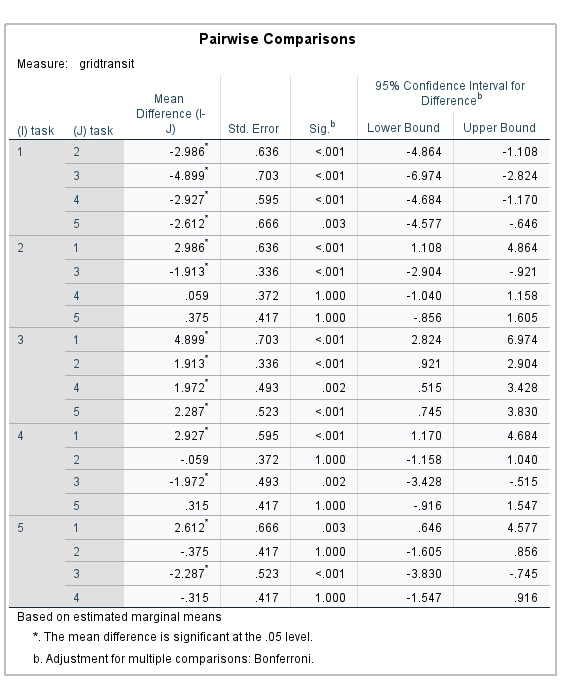 Pairwise Comparisons
Measure: gridtransit
(I) task (J) task Mean Difference (I-J) Std. Error Sig.b 95% Confidence Interval for Differenceb
Lower Bound Upper Bound
1 2 -2.986* .636 <.001 -4.864 -1.108
3 -4.899* .703 <.001 -6.974 -2.824
4 -2.927* .595 <.001 -4.684 -1.170
5 -2.612* .666 .003 -4.577 -.646
2 1 2.986* .636 <.001 1.108 4.864
3 -1.913* .336 <.001 -2.904 -.921
4 .059 .372 1.000 -1.040 1.158
5 .375 .417 1.000 -.856 1.605
3 1 4.899* .703 <.001 2.824 6.974
2 1.913* .336 <.001 .921 2.904
4 1.972* .493 .002 .515 3.428
5 2.287* .523 <.001 .745 3.830
4 1 2.927* .595 <.001 1.170 4.684
2 -.059 .372 1.000 -1.158 1.040
3 -1.972* .493 .002 -3.428 -.515
5 .315 .417 1.000 -.916 1.547
5 1 2.612* .666 .003 .646 4.577
2 -.375 .417 1.000 -1.605 .856
3 -2.287* .523 <.001 -3.830 -.745
4 -.315 .417 1.000 -1.547 .916
Based on estimated marginal means
*. The mean difference is significant at the .05 level.
b. Adjustment for multiple comparisons: Bonferroni.